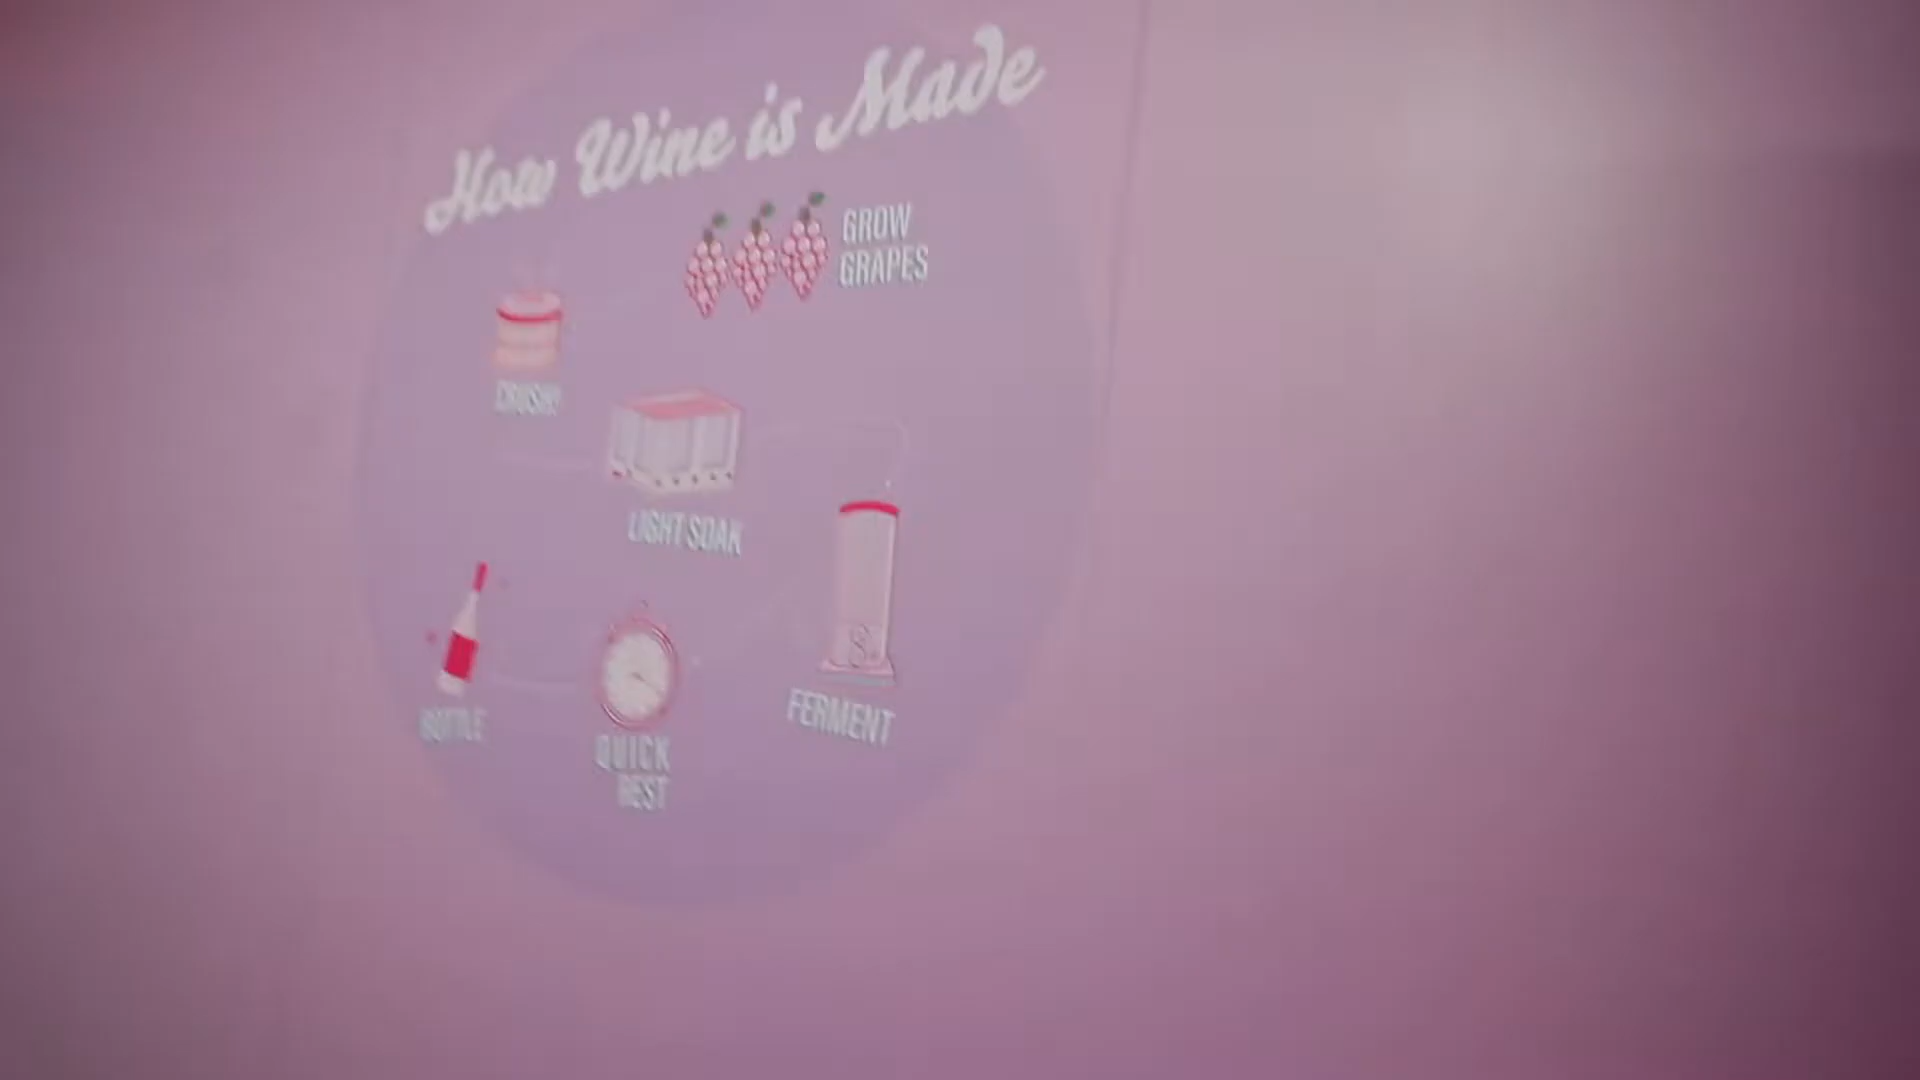 How Wine is Made
GROW
GRAPES
CRUSH!
LIGHT SOAK
FERMENT
QUICK
REST
BOTTLE